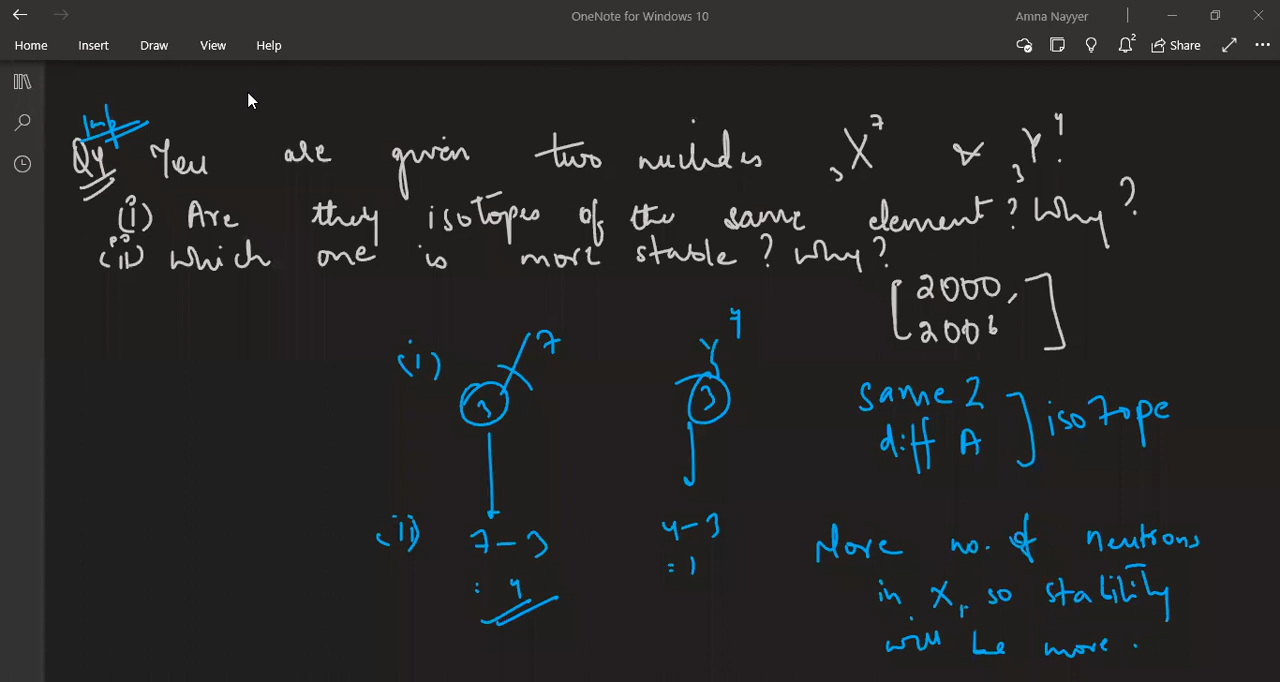 OneNote for Windows 10
Amna Nayyer
Home Insert Draw View Help
2 Share
Imp
Q4 You are given two nuclides ₃X⁷ & ₃Y⁴.
(i) Are they isotopes of the same element? Why?
(ii) which one is more stable? Why?
[2000,
2006]
(i) 3 X 7
3 Y 4
same Z
diff A ] isotope
(ii) 7 - 3
: 4
4 - 3
: 1
More no. of neutrons
in X, so stability
will be more.